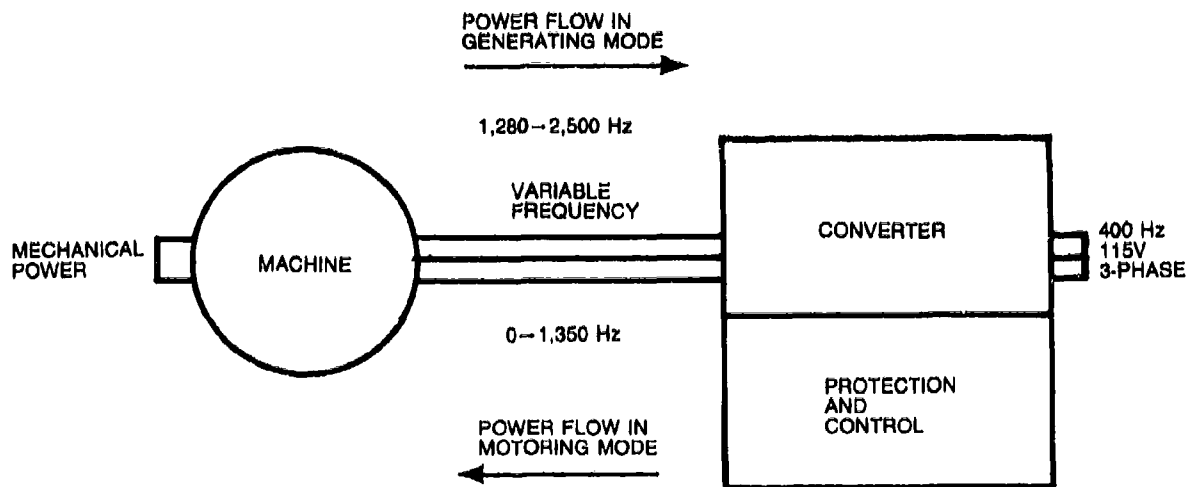 POWER FLOW IN
GENERATING MODE
1,280→2,500 Hz
VARIABLE
FREQUENCY
MECHANICAL
POWER
MACHINE
CONVERTER
400 Hz
115V
3-PHASE
0→1,350 Hz
PROTECTION
AND
CONTROL
POWER FLOW IN
MOTORING MODE